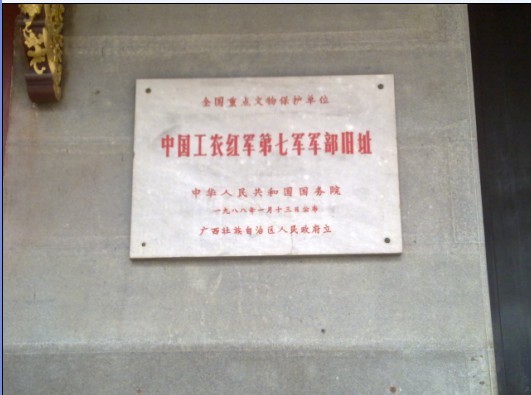 全国重点文物保护单位
中国工农红军第七军军部旧址
中华人民共和国国务院
一九八八年一月十三日公布
广西壮族自治区人民政府立